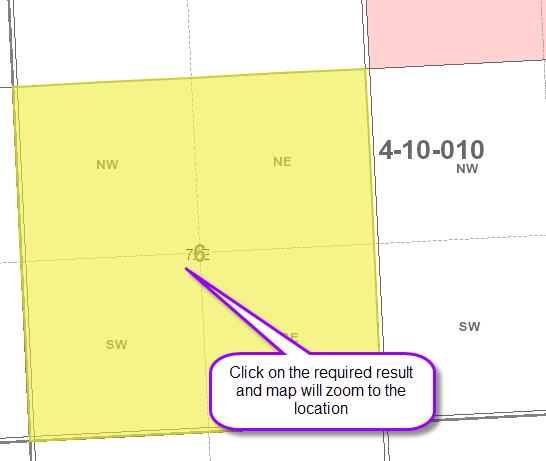 4-10-010
NW
NE
NW
6
SW
SW
Click on the required result
and map will zoom to the
location